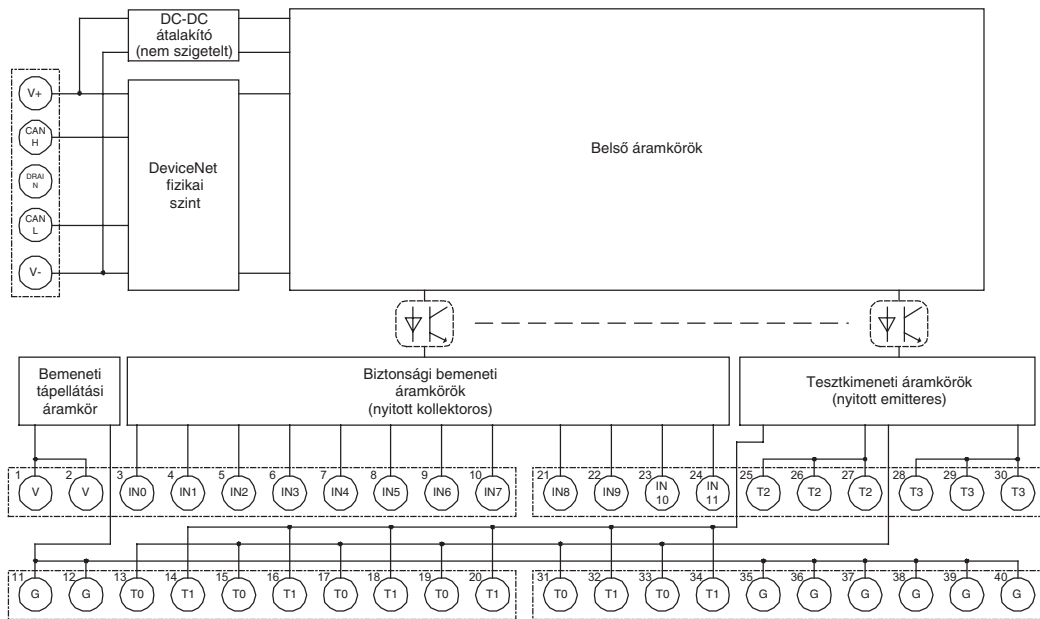 DC-DC
átalakító
(nem szigetelt)
V+
CAN
H
DRAI
N
CAN
L
V-
DeviceNet
fizikai
szint
Belső áramkörök
Bemeneti
tápellátási
áramkör
Biztonsági bemeneti
áramkörök
(nyitott kollektoros)
Tesztkimeneti áramkörök
(nyitott emitteres)
1 2 3 4 5 6 7 8 9 10 21 22 23 24 25 26 27 28 29 30
V V IN0 IN1 IN2 IN3 IN4 IN5 IN6 IN7 IN8 IN9 IN 10 IN 11 T2 T2 T2 T3 T3 T3
11 12 13 14 15 16 17 18 19 20 31 32 33 34 35 36 37 38 39 40
G G T0 T1 T0 T1 T0 T1 T0 T1 T0 T1 T0 T1 G G G G G G